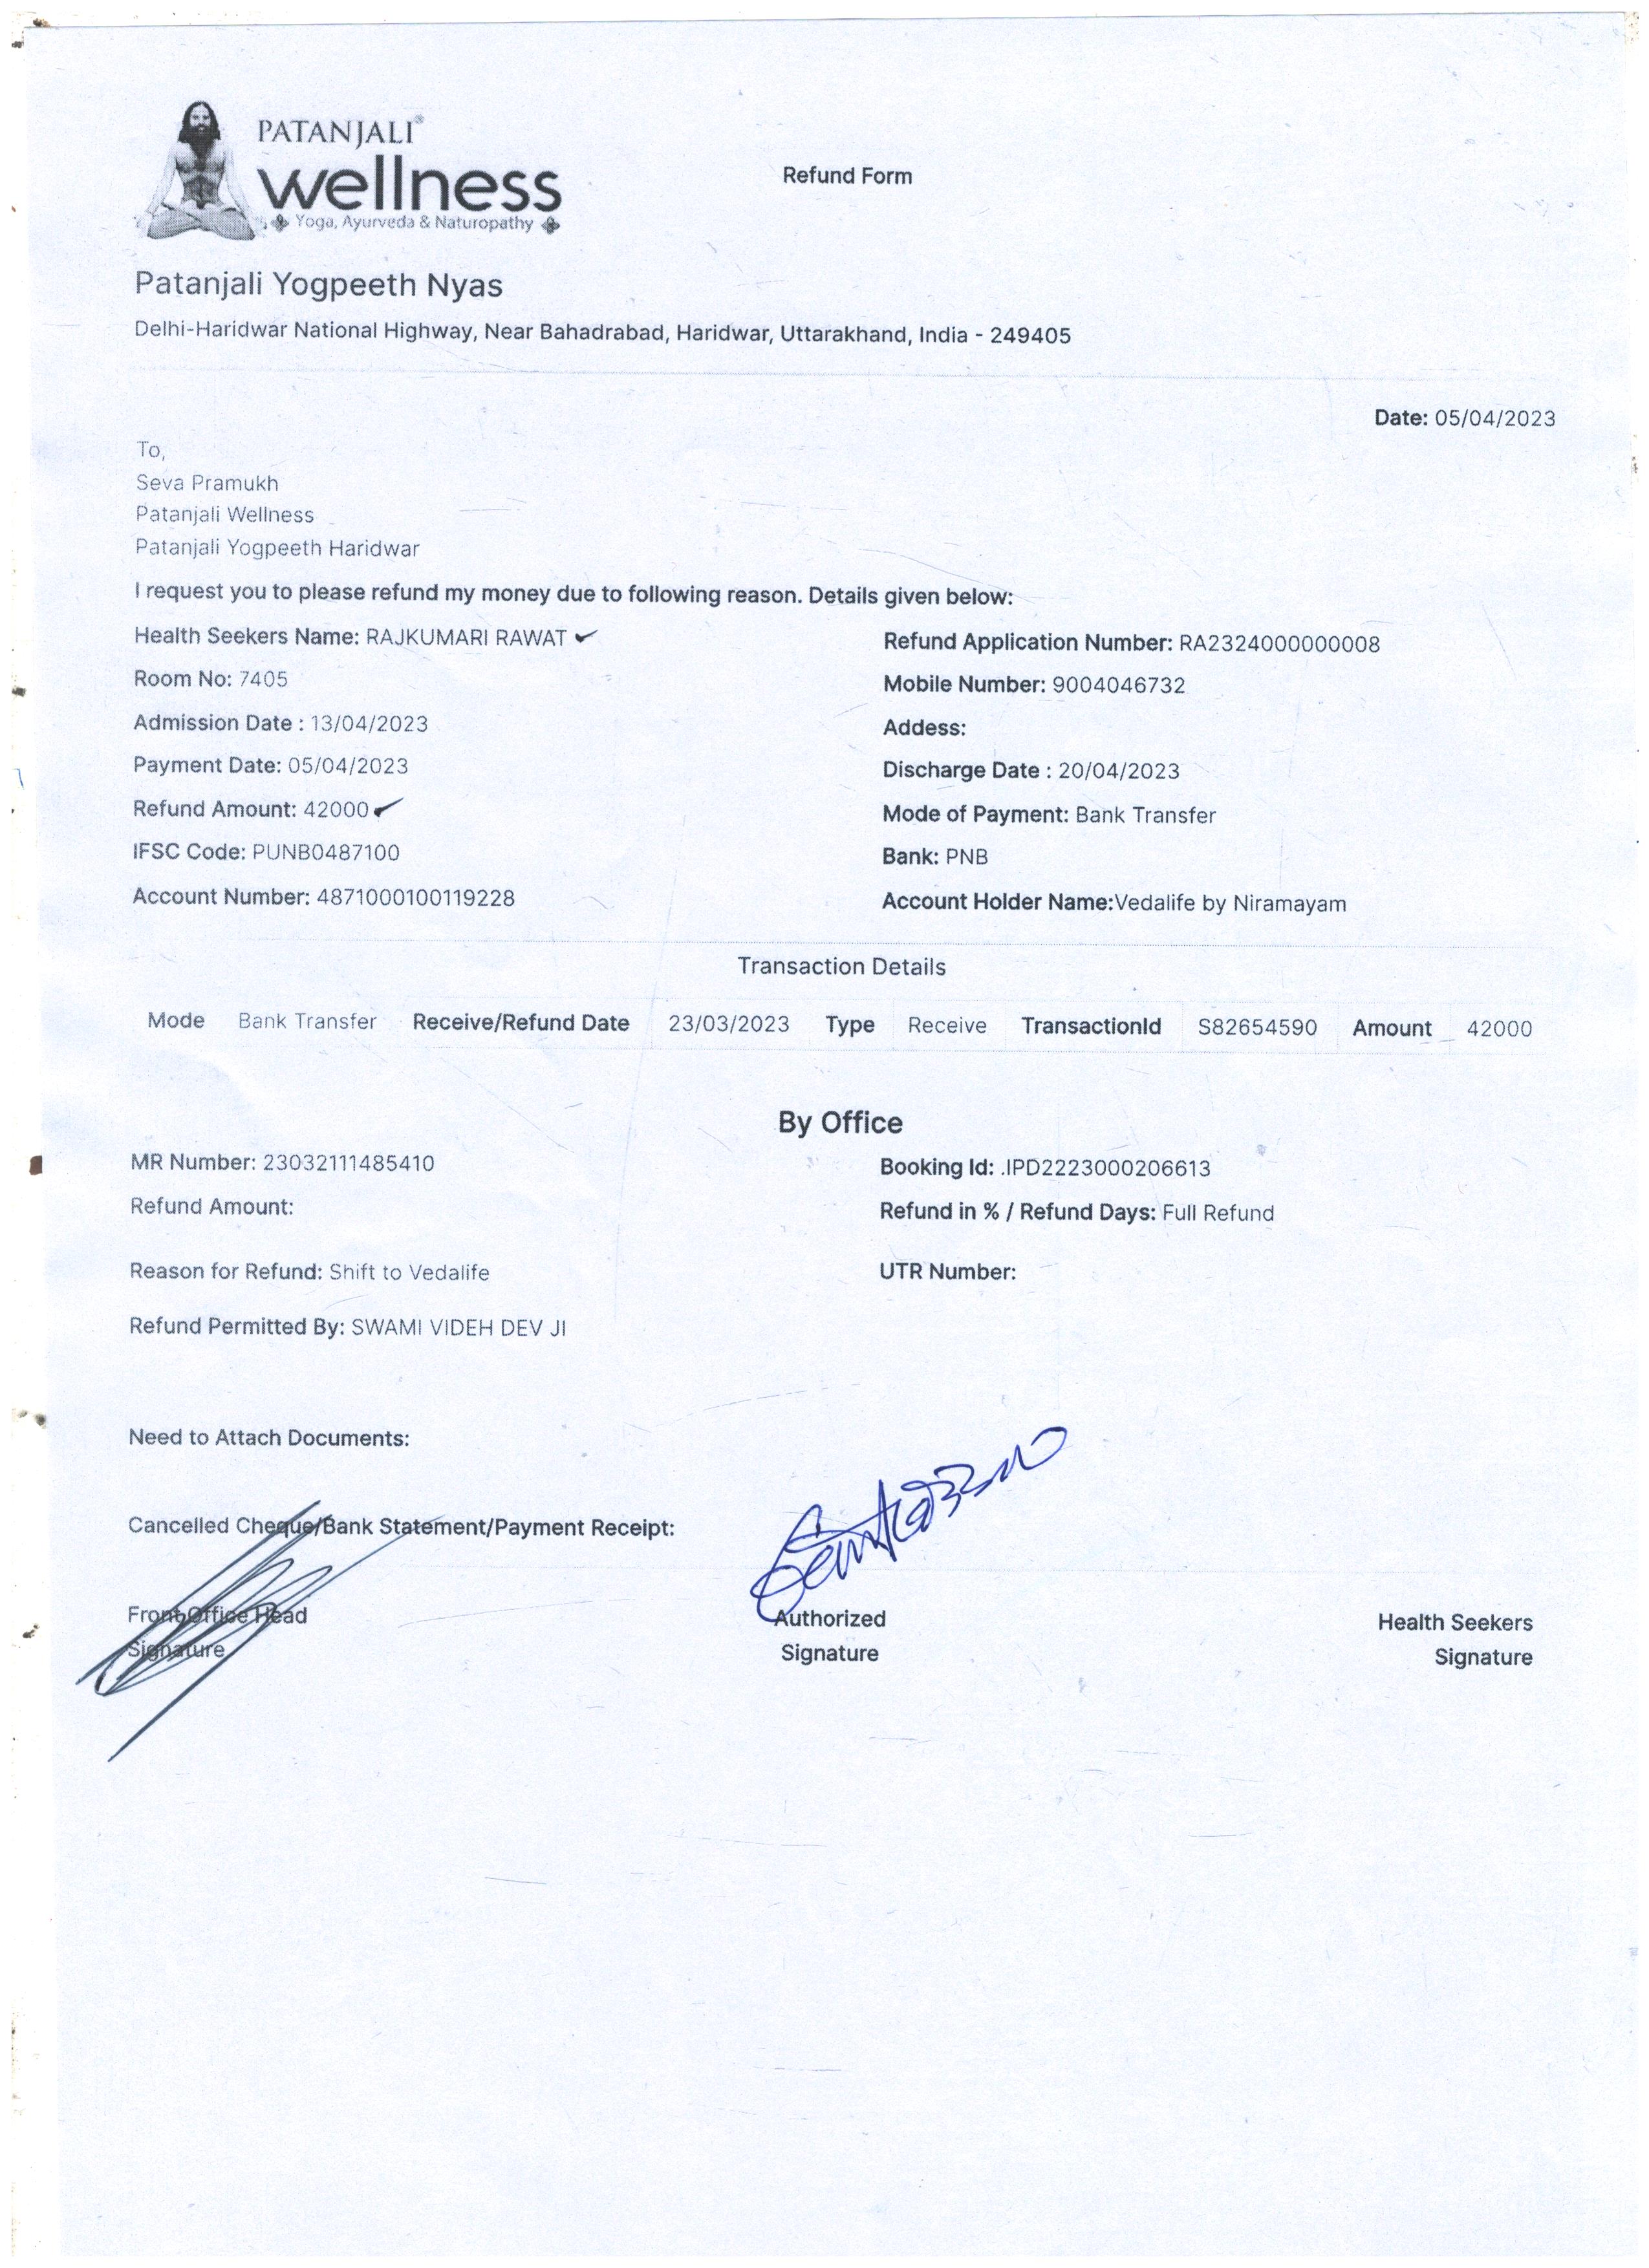 PATANJALI®
wellness
Yoga, Ayurveda & Naturopathy
Refund Form
Patanjali Yogpeeth Nyas
Delhi-Haridwar National Highway, Near Bahadrabad, Haridwar, Uttarakhand, India - 249405
Date: 05/04/2023
To,
Seva Pramukh
Patanjali Wellness
Patanjali Yogpeeth Haridwar
I request you to please refund my money due to following reason. Details given below:
Health Seekers Name: RAJKUMARI RAWAT ✓
Refund Application Number: RA2324000000008
Room No: 7405
Mobile Number: 9004046732
Admission Date : 13/04/2023
Addess:
Payment Date: 05/04/2023
Discharge Date : 20/04/2023
Refund Amount: 42000 ✓
Mode of Payment: Bank Transfer
IFSC Code: PUNB0487100
Bank: PNB
Account Number: 4871000100119228
Account Holder Name:Vedalife by Niramayam
Transaction Details
Mode Bank Transfer Receive/Refund Date 23/03/2023 Type Receive TransactionId S82654590 Amount 42000
By Office
MR Number: 23032111485410
Booking Id: .IPD2223000206613
Refund Amount:
Refund in % / Refund Days: Full Refund
Reason for Refund: Shift to Vedalife
UTR Number:
Refund Permitted By: SWAMI VIDEH DEV JI
Need to Attach Documents:
Cancelled Cheque/Bank Statement/Payment Receipt:
Front Office Head
Signature
Authorized
Signature
Health Seekers
Signature